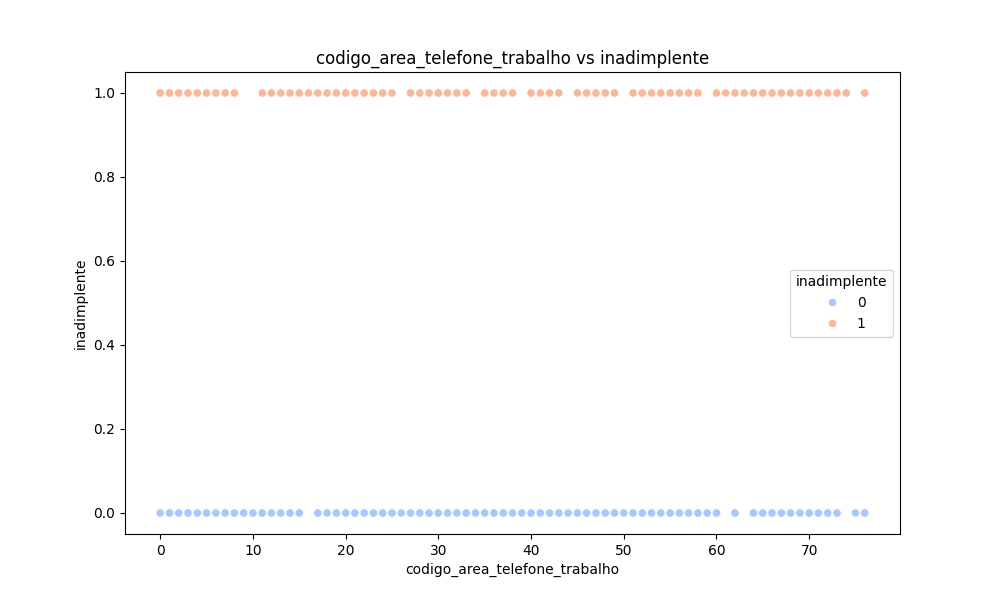 codigo_area_telefone_trabalho vs inadimplente
1.0
0.8
0.6
0.4
0.2
0.0
inadimplente
inadimplente
0
1
0 10 20 30 40 50 60 70
codigo_area_telefone_trabalho